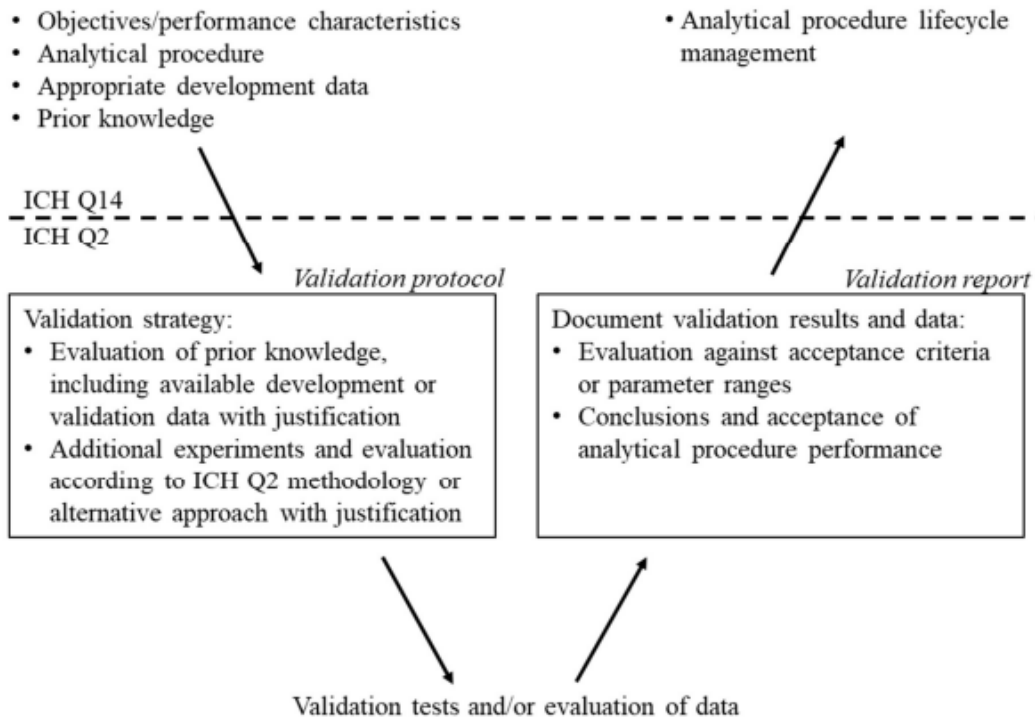 • Objectives/performance characteristics
• Analytical procedure
• Appropriate development data
• Prior knowledge
• Analytical procedure lifecycle
management
ICH Q14
ICH Q2
Validation protocol
Validation strategy:
• Evaluation of prior knowledge,
including available development or
validation data with justification
• Additional experiments and evaluation
according to ICH Q2 methodology or
alternative approach with justification
Validation report
Document validation results and data:
• Evaluation against acceptance criteria
or parameter ranges
• Conclusions and acceptance of
analytical procedure performance
Validation tests and/or evaluation of data